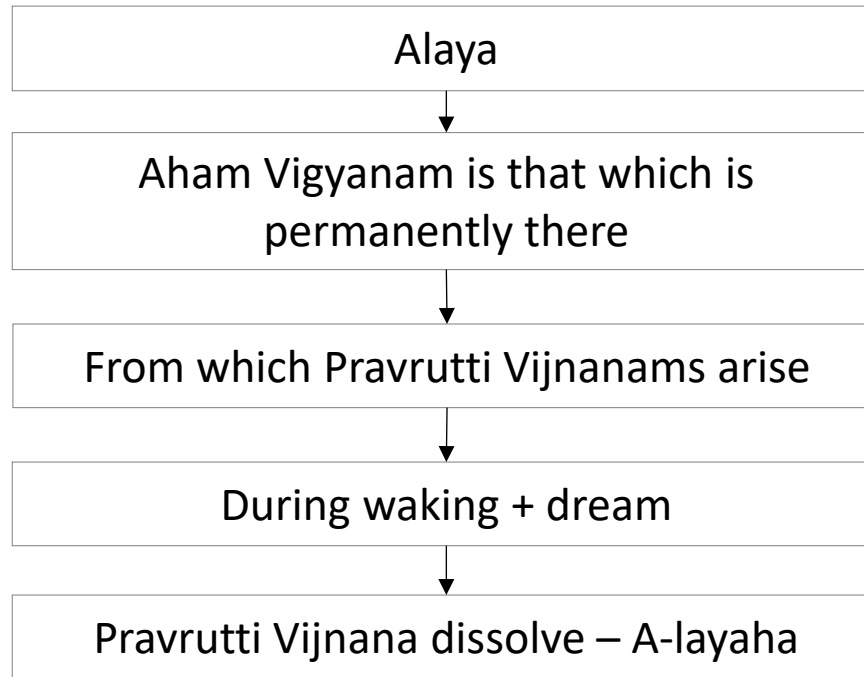 Alaya
Aham Vigyanam is that which is
permanently there
From which Pravrutti Vijnanams arise
During waking + dream
Pravrutti Vijnana dissolve – A-layaha